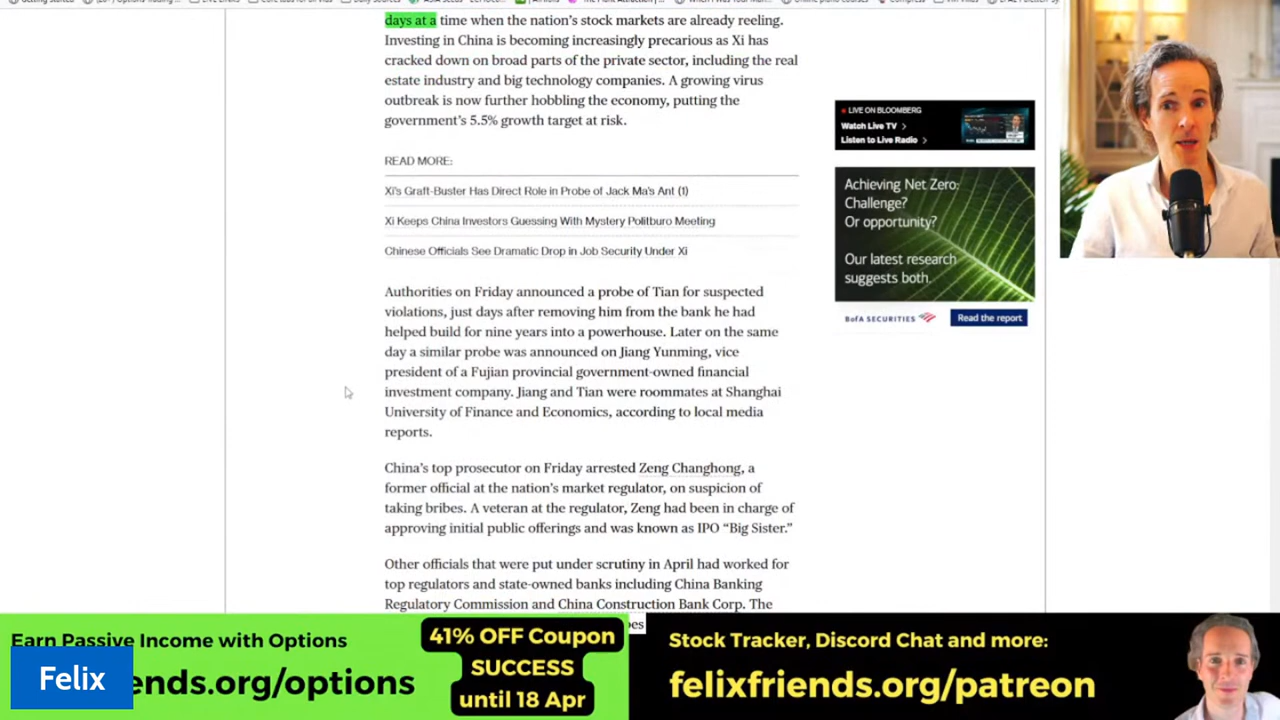 days at a time when the nation's stock markets are already reeling.
Investing in China is becoming increasingly precarious as Xi has
cracked down on broad parts of the private sector, including the real
estate industry and big technology companies. A growing virus
outbreak is now further hobbling the economy, putting the
government's 5.5% growth target at risk.
READ MORE:
Xi's Graft-Buster Has Direct Role in Probe of Jack Ma's Ant (1)
Xi Keeps China Investors Guessing With Mystery Politburo Meeting
Chinese Officials See Dramatic Drop in Job Security Under Xi
Authorities on Friday announced a probe of Tian for suspected
violations, just days after removing him from the bank he had
helped build for nine years into a powerhouse. Later on the same
day a similar probe was announced on Jiang Yunming, vice
president of a Fujian provincial government-owned financial
investment company. Jiang and Tian were roommates at Shanghai
University of Finance and Economics, according to local media
reports.
China's top prosecutor on Friday arrested Zeng Changhong, a
former official at the nation's market regulator, on suspicion of
taking bribes. A veteran at the regulator, Zeng had been in charge of
approving initial public offerings and was known as IPO “Big Sister.”
Other officials that were put under scrutiny in April had worked for
top regulators and state-owned banks including China Banking
Regulatory Commission and China Construction Bank Corp. The
LIVE ON BLOOMBERG
Watch Live TV >
Listen to Live Radio >
Achieving Net Zero:
Challenge?
Or opportunity?
Our latest research
suggests both.
BofA SECURITIES
Read the report
Earn Passive Income with Options
Felix
ends.org/options
41% OFF Coupon
SUCCESS
until 18 Apr
Stock Tracker, Discord Chat and more:
felixfriends.org/patreon